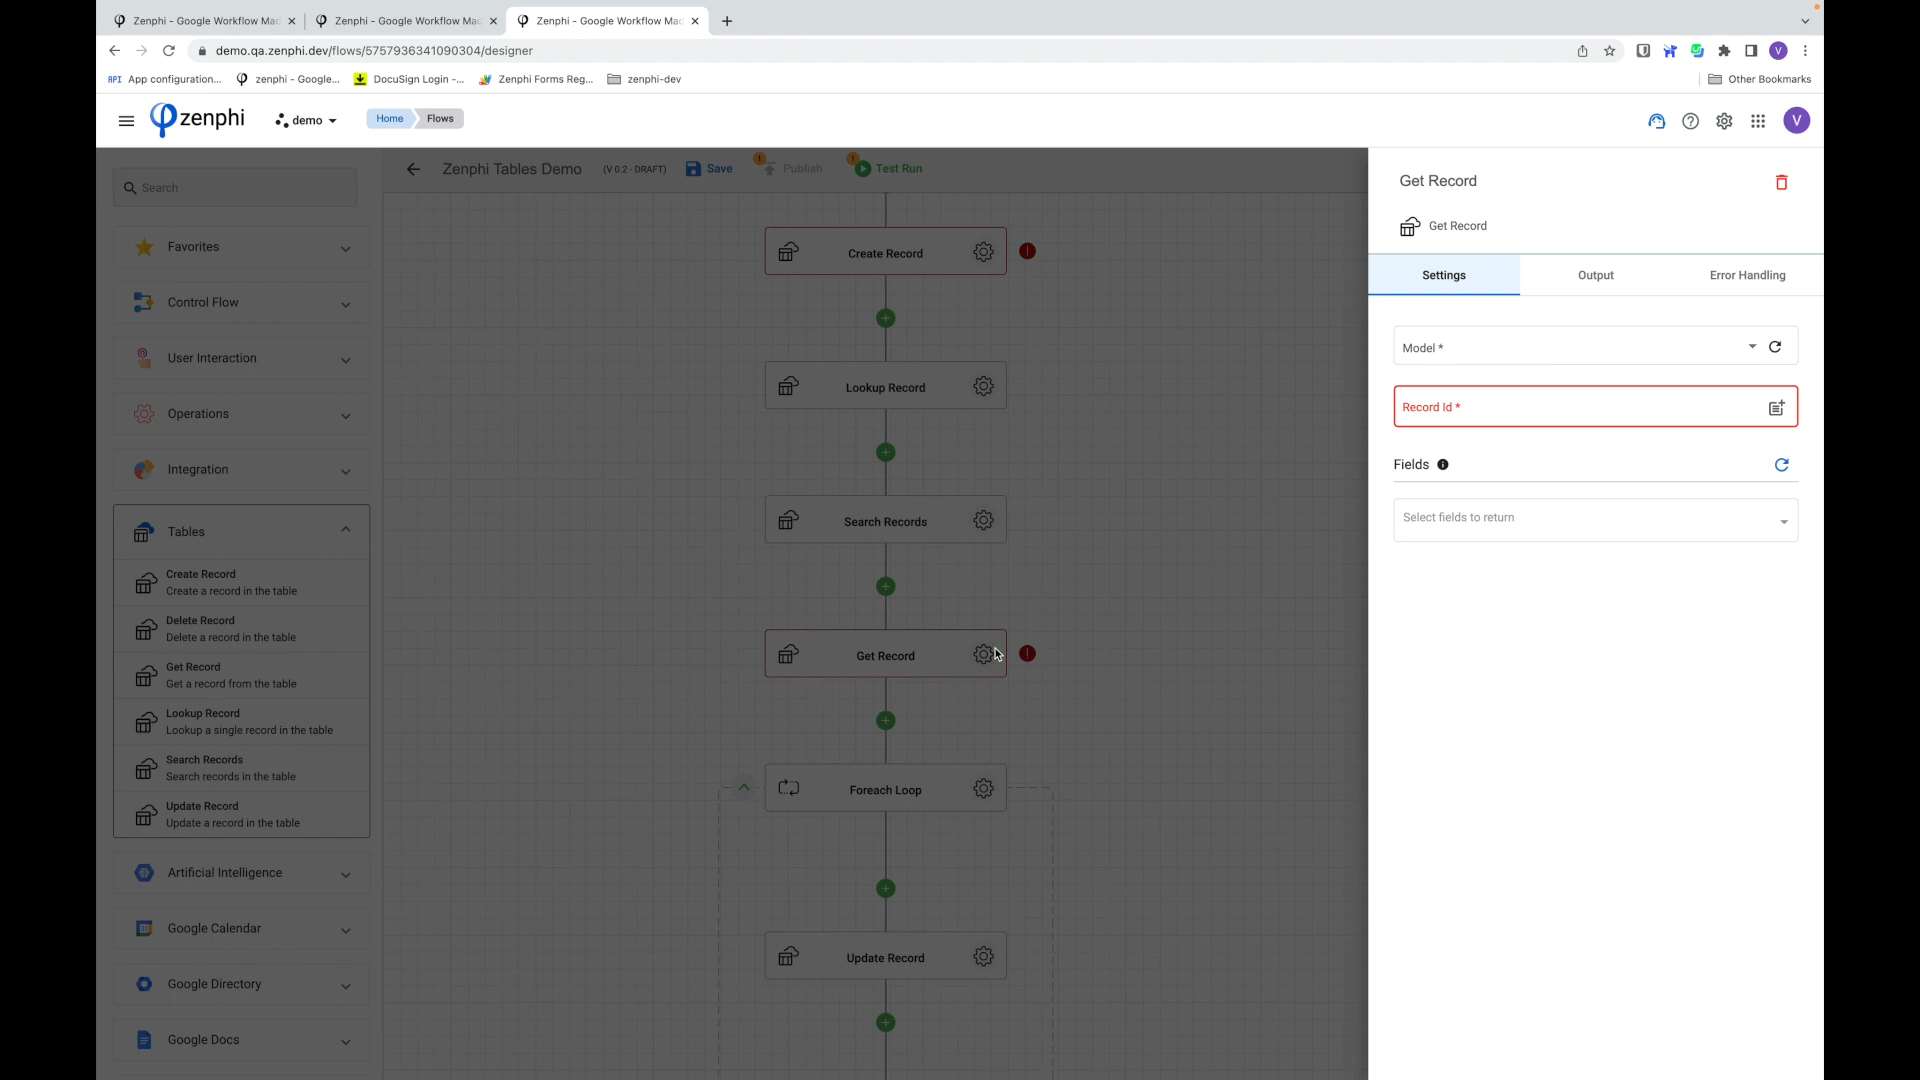 Zenphi - Google Workflow Mad
Zenphi - Google Workflow Mad
Zenphi - Google Workflow Mad
demo.qa.zenphi.dev/flows/5757936341090304/designer
V
API App configuration...
zenphi - Google...
DocuSign Login -...
Zenphi Forms Reg...
zenphi-dev
Other Bookmarks
zenphi
demo
Home
Flows
V
Search
Favorites
Control Flow
User Interaction
Operations
Integration
Tables
Create Record
Create a record in the table
Delete Record
Delete a record in the table
Get Record
Get a record from the table
Lookup Record
Lookup a single record in the table
Search Records
Search records in the table
Update Record
Update a record in the table
Artificial Intelligence
Google Calendar
Google Directory
Google Docs
Zenphi Tables Demo
(V 0.2 - DRAFT)
Save
Publish
Test Run
Create Record
Lookup Record
Search Records
Get Record
Foreach Loop
Update Record
Get Record
Get Record
Settings
Output
Error Handling
Model *
Record Id *
Fields
Select fields to return